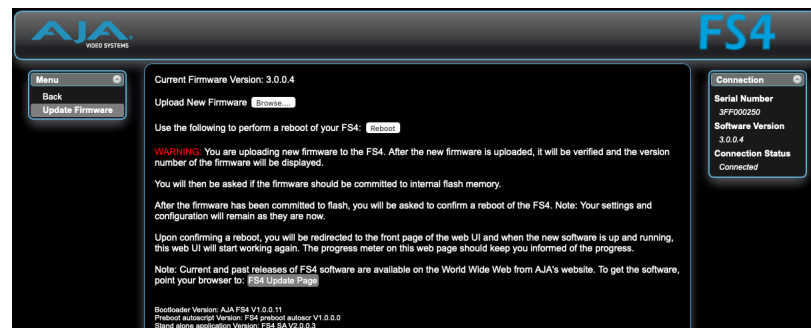 AJA
VIDEO SYSTEMS
FS4
Menu
Back
Update Firmware
Current Firmware Version: 3.0.0.4
Upload New Firmware Browse....
Use the following to perform a reboot of your FS4: Reboot
WARNING: You are uploading new firmware to the FS4. After the new firmware is uploaded, it will be verified and the version
number of the firmware will be displayed.
You will then be asked if the firmware should be committed to internal flash memory.
After the firmware has been committed to flash, you will be asked to confirm a reboot of the FS4. Note: Your settings and
configuration will remain as they are now.
Upon confirming a reboot, you will be redirected to the front page of the web UI and when the new software is up and running,
this web UI will start working again. The progress meter on this web page should keep you informed of the progress.
Note: Current and past releases of FS4 software are available on the World Wide Web from AJA's website. To get the software,
point your browser to: FS4 Update Page
Bootloader Version: AJA FS4 V1.0.0.11
Preboot autoscript Version: FS4 preboot autoscr V1.0.0.0
Stand alone application Version: FS4 SA V2.0.0.3
Connection
Serial Number
3FF000250
Software Version
3.0.0.4
Connection Status
Connected